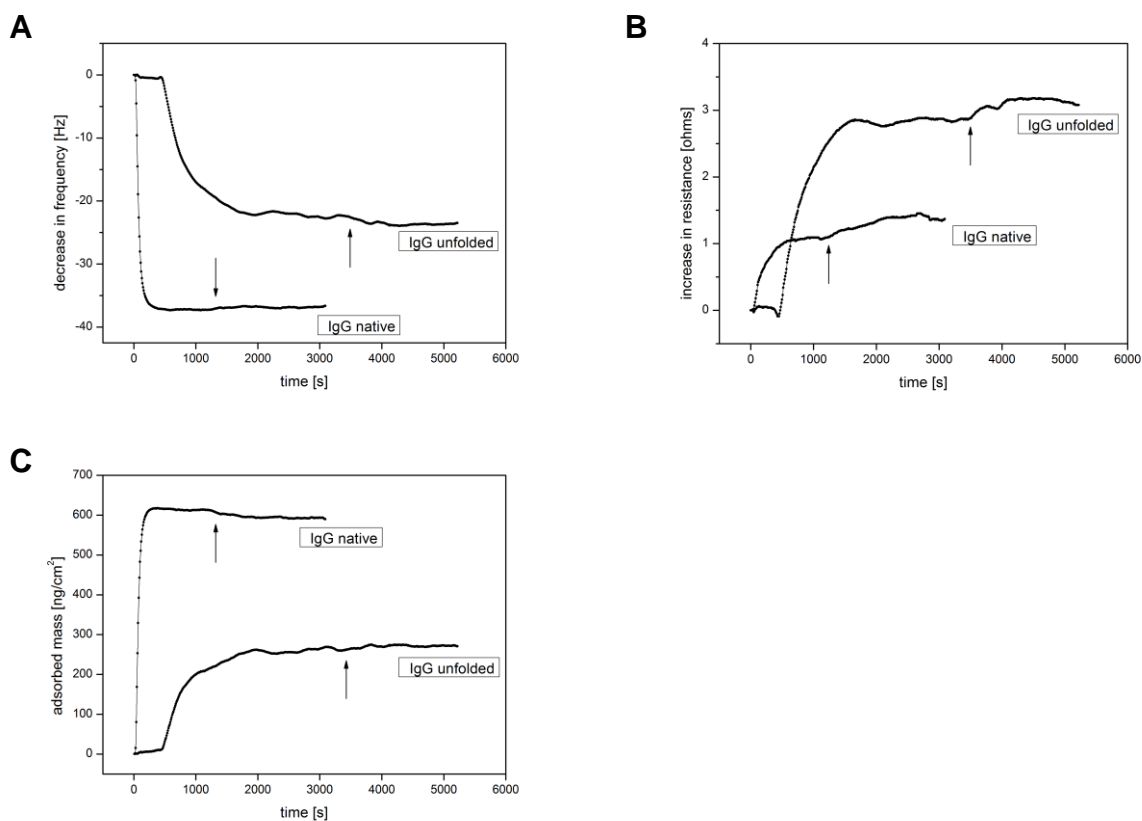 A
decrease in frequency [Hz]
0
-10
-20
-30
-40
IgG unfolded
IgG native
0 1000 2000 3000 4000 5000 6000
time [s]
B
increase in resistance [ohms]
4
3
2
1
0
IgG unfolded
IgG native
0 1000 2000 3000 4000 5000 6000
time [s]
C
adsorbed mass [ng/cm²]
700
600
500
400
300
200
100
0
IgG native
IgG unfolded
0 1000 2000 3000 4000 5000 6000
time [s]